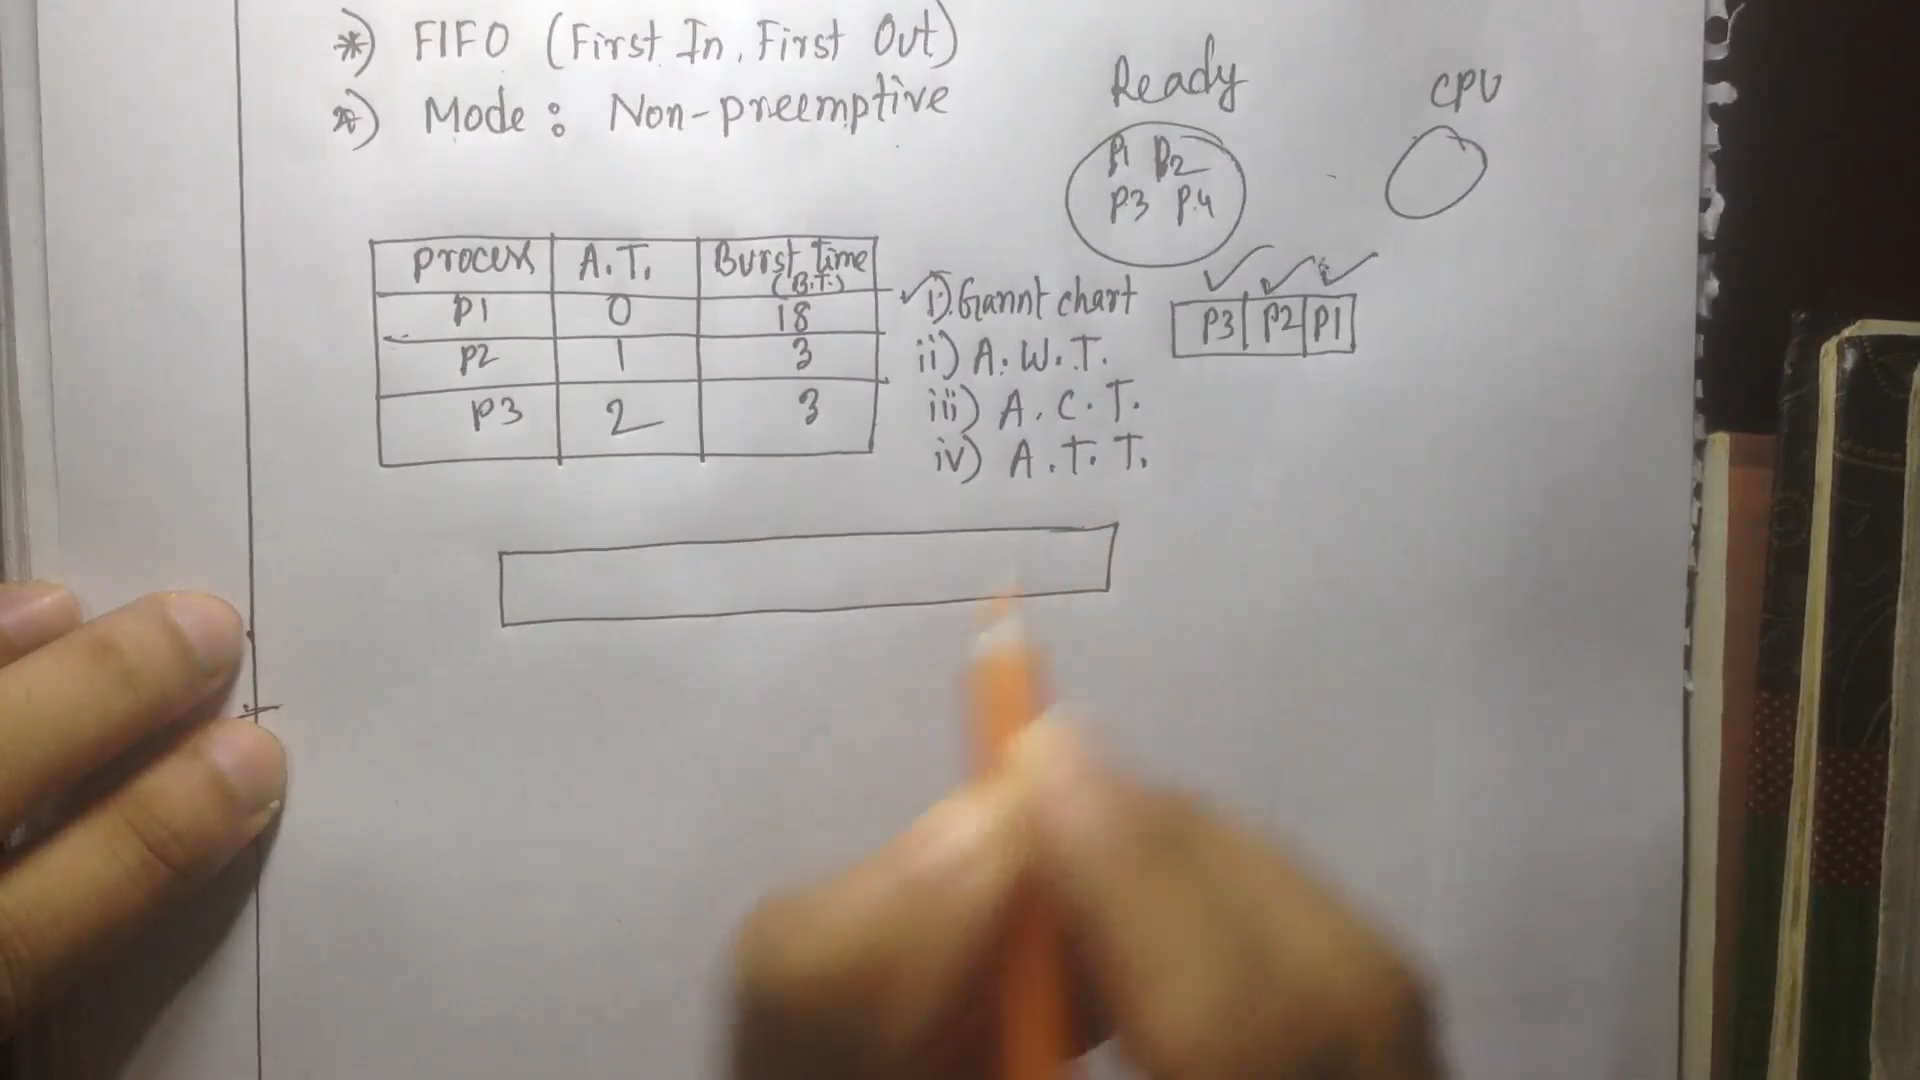 *) FIFO (First In, First Out)
*) Mode : Non-preemptive
Ready
CPU
P1 P2
P3 P4
process A.T. Burst time (B.T.)
P1 0 18
P2 1 3
P3 2 3
i) Gannt chart
ii) A.W.T.
iii) A.C.T.
iv) A.T.T.
P3 P2 P1